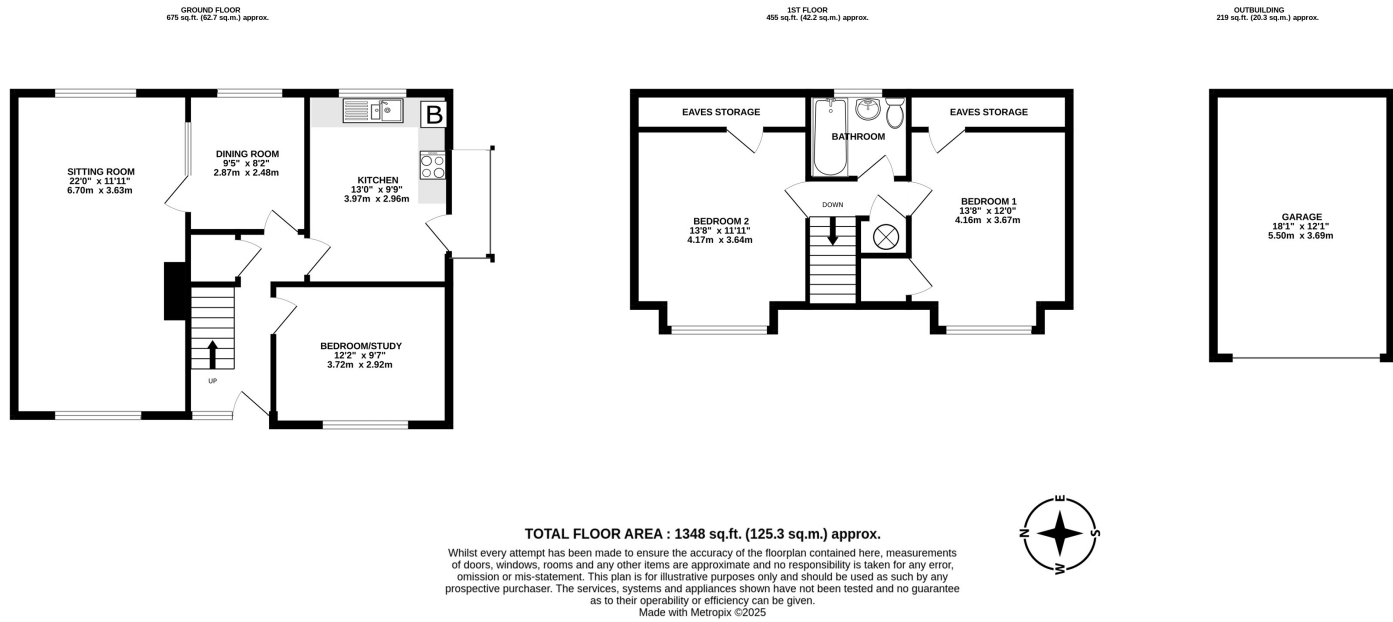 GROUND FLOOR
675 sq.ft. (62.7 sq.m.) approx.
1ST FLOOR
455 sq.ft. (42.2 sq.m.) approx.
OUTBUILDING
219 sq.ft. (20.3 sq.m.) approx.
SITTING ROOM
22'0" x 11'11"
6.70m x 3.63m
DINING ROOM
9'5" x 8'2"
2.87m x 2.48m
B
KITCHEN
13'0" x 9'9"
3.97m x 2.96m
UP
BEDROOM/STUDY
12'2" x 9'7"
3.72m x 2.92m
EAVES STORAGE
BATHROOM
EAVES STORAGE
DOWN
BEDROOM 2
13'8" x 11'11"
4.17m x 3.64m
BEDROOM 1
13'8" x 12'0"
4.16m x 3.67m
GARAGE
18'1" x 12'1"
5.50m x 3.69m
TOTAL FLOOR AREA : 1348 sq.ft. (125.3 sq.m.) approx.
Whilst every attempt has been made to ensure the accuracy of the floorplan contained here, measurements
of doors, windows, rooms and any other items are approximate and no responsibility is taken for any error,
omission or mis-statement. This plan is for illustrative purposes only and should be used as such by any
prospective purchaser. The services, systems and appliances shown have not been tested and no guarantee
as to their operability or efficiency can be given.
Made with Metropix ©2025
E
N
S
W